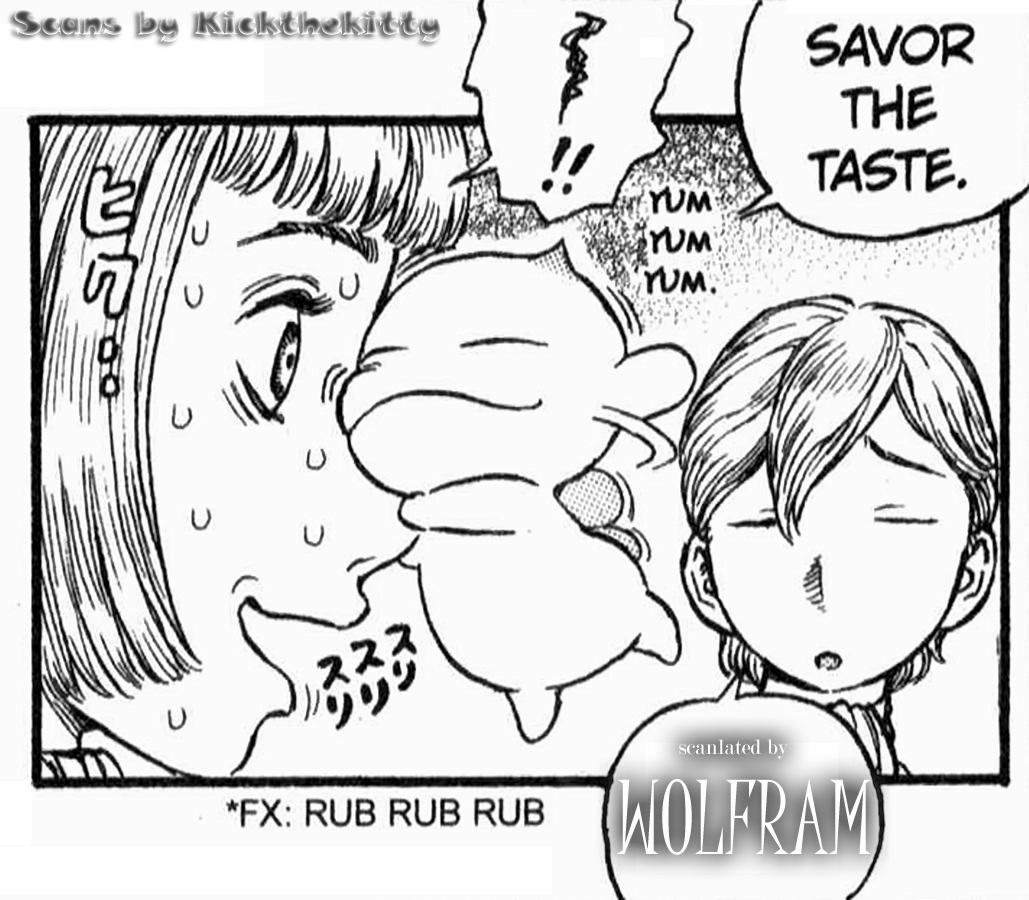 Scans by Kickthekitty
!!
SAVOR
THE
TASTE.
YUM
YUM
YUM.
ヒク…
スススリリリ
*FX: RUB RUB RUB
scanlated by
WOLFRAM